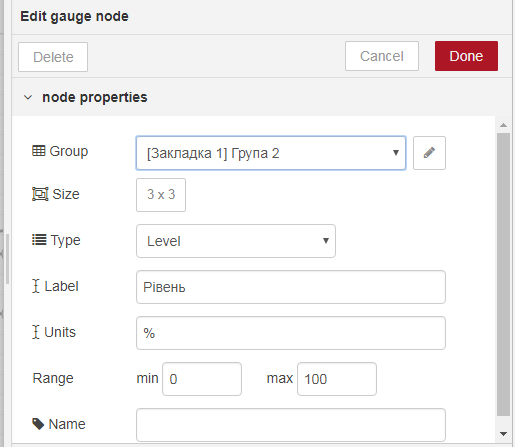 Edit gauge node
Delete Cancel Done
node properties
Group [Закладка 1] Група 2
Size 3 x 3
Type Level
Label Рівень
Units %
Range min 0 max 100
Name